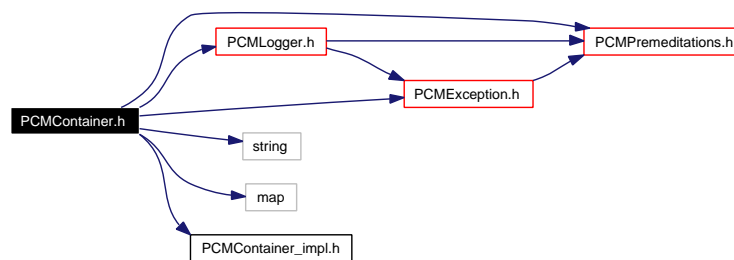 PCMLogger.h
PCMPremeditations.h
PCMException.h
PCMContainer.h
string
map
PCMContainer_impl.h